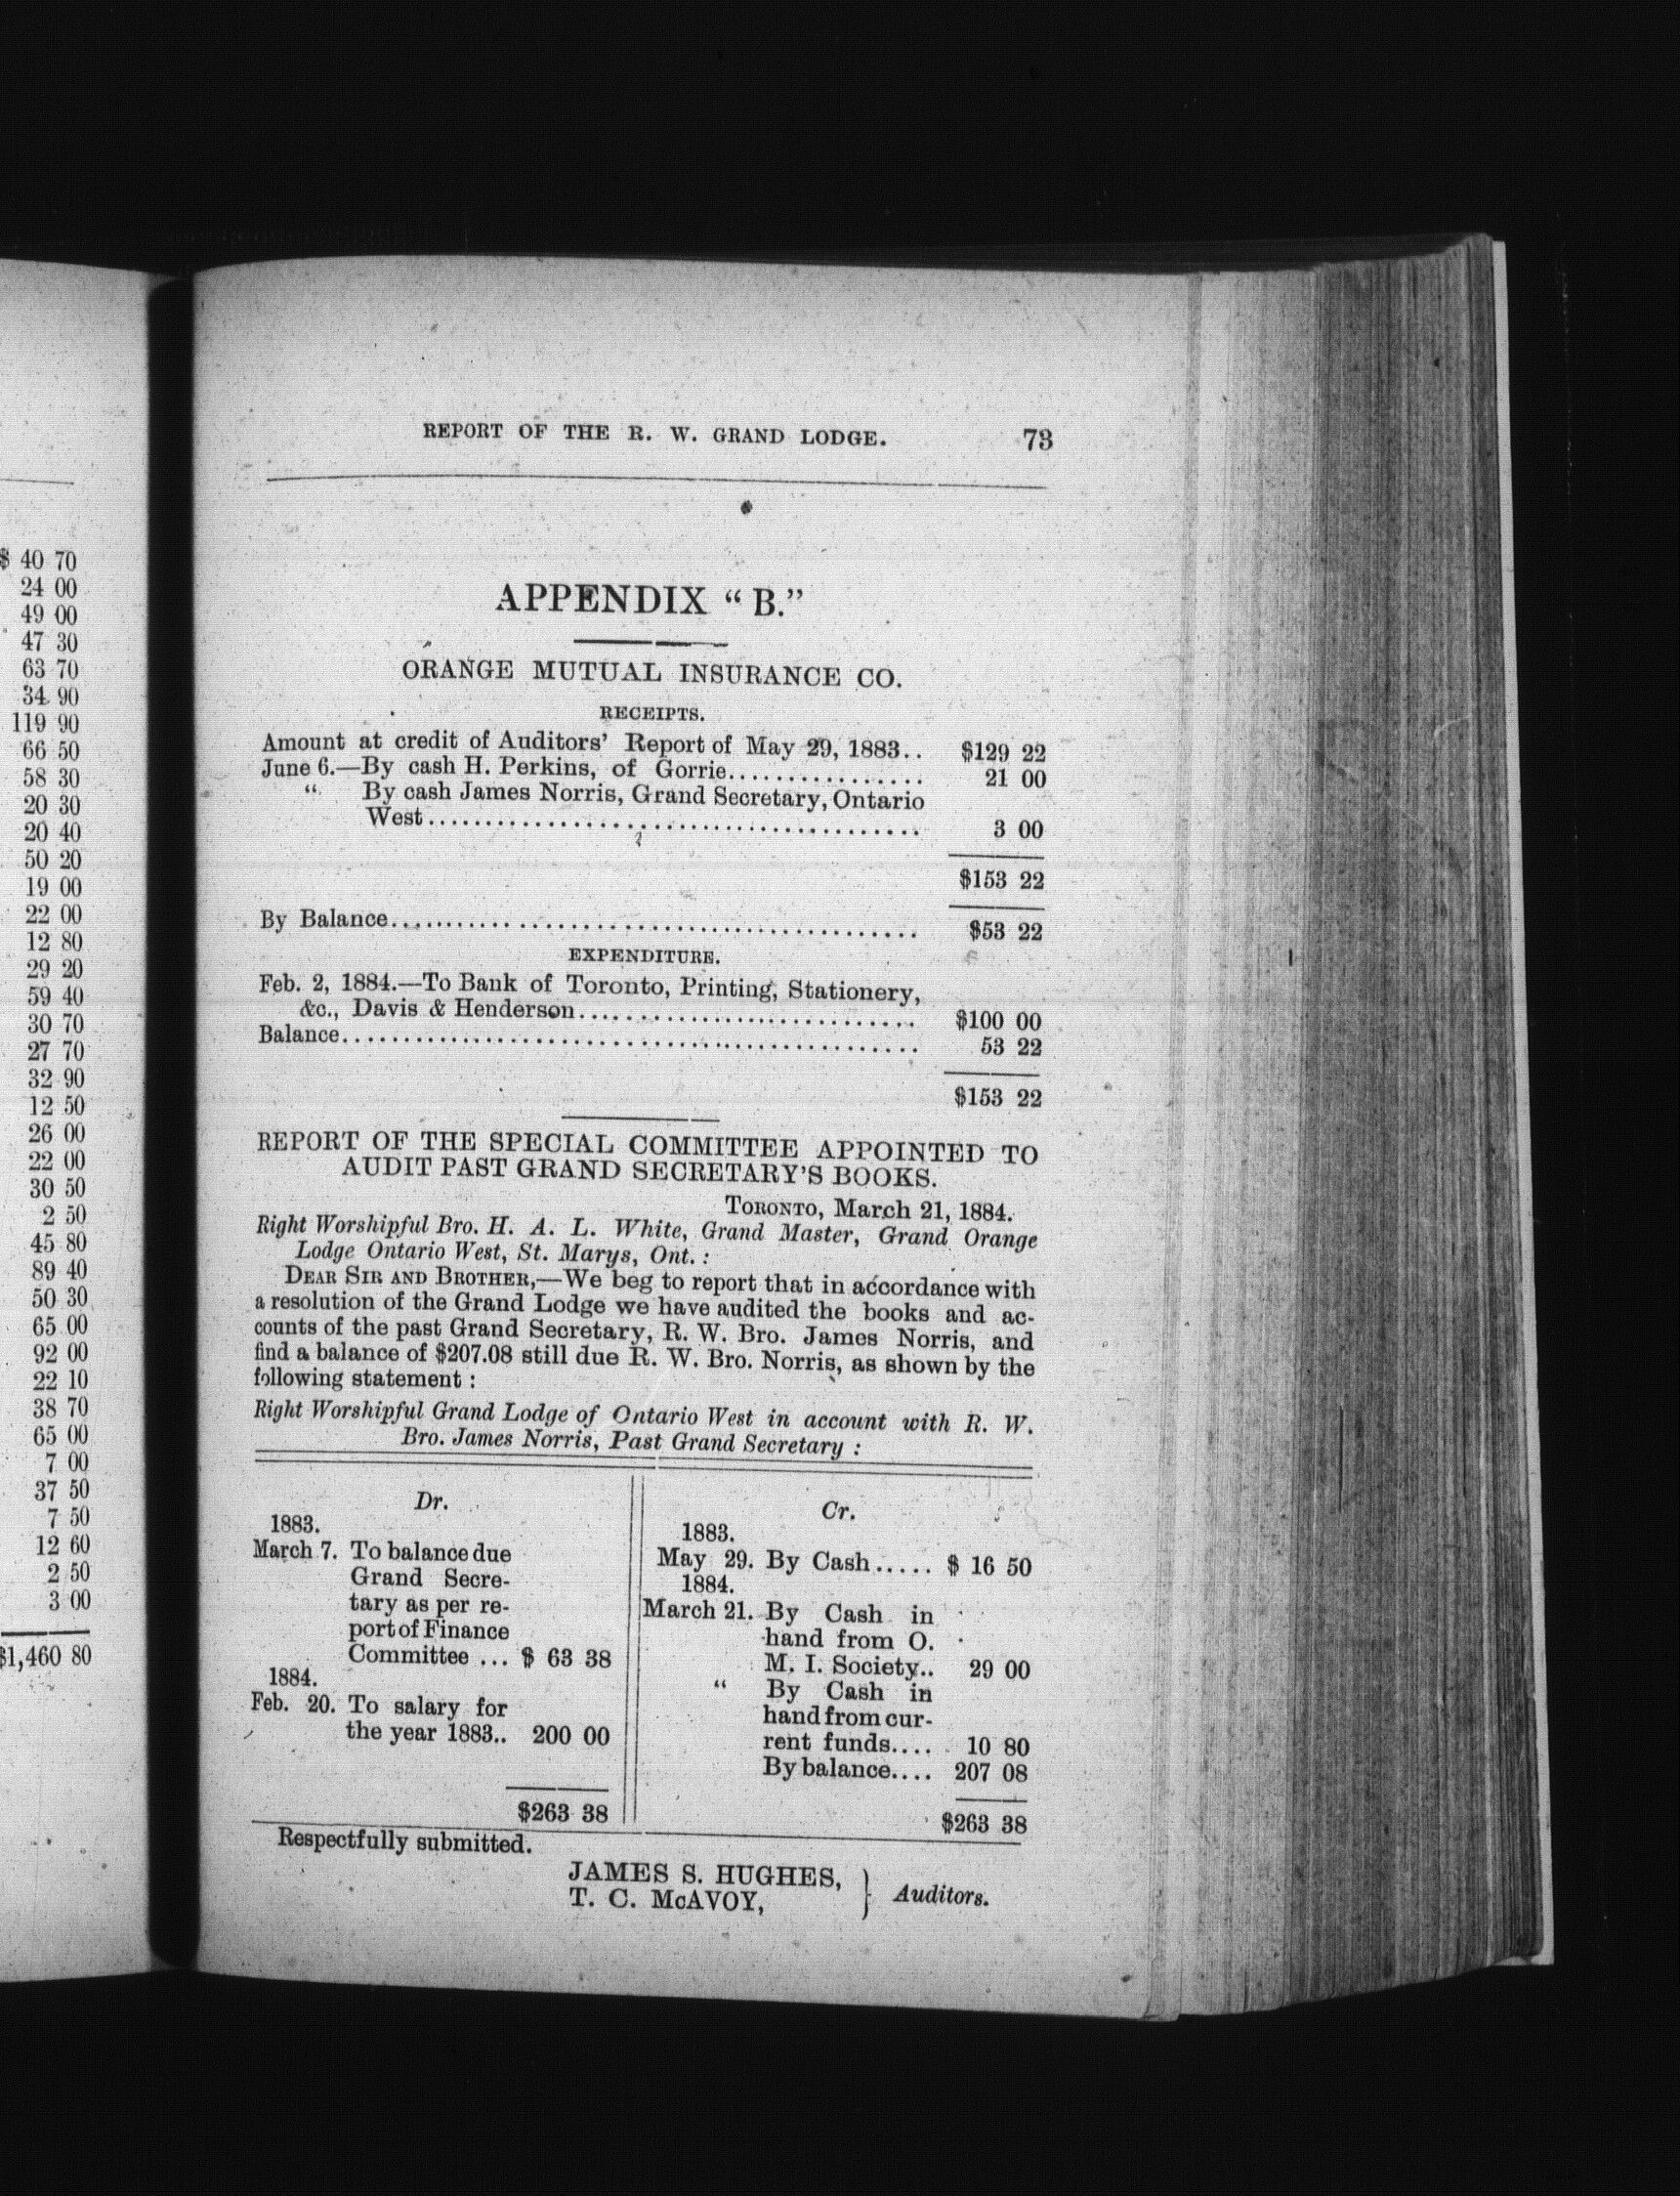 $ 40 70
24 00
49 00
47 30
63 70
34 90
119 90
66 50
58 30
20 30
20 40
50 20
19 00
22 00
12 80
29 20
59 40
30 70
27 70
32 90
12 50
26 00
22 00
30 50
2 50
45 80
89 40
50 30
65 00
92 00
22 10
38 70
65 00
7 00
37 50
7 50
12 60
2 50
3 00
$1,460 80
REPORT OF THE R. W. GRAND LODGE. 73
APPENDIX "B."
ORANGE MUTUAL INSURANCE CO.
RECEIPTS.
Amount at credit of Auditors' Report of May 29, 1883.. $129 22
June 6.—By cash H. Perkins, of Gorrie................ 21 00
" By cash James Norris, Grand Secretary, Ontario
West........................................... 3 00
$153 22
By Balance.............................................. $53 22
EXPENDITURE.
Feb. 2, 1884.—To Bank of Toronto, Printing, Stationery,
&c., Davis & Henderson............................ $100 00
Balance.................................................. 53 22
$153 22
REPORT OF THE SPECIAL COMMITTEE APPOINTED TO
AUDIT PAST GRAND SECRETARY'S BOOKS.
TORONTO, March 21, 1884.
Right Worshipful Bro. H. A. L. White, Grand Master, Grand Orange
Lodge Ontario West, St. Marys, Ont. :
DEAR SIR AND BROTHER,—We beg to report that in accordance with
a resolution of the Grand Lodge we have audited the books and ac-
counts of the past Grand Secretary, R. W. Bro. James Norris, and
find a balance of $207.08 still due R. W. Bro. Norris, as shown by the
following statement :
Right Worshipful Grand Lodge of Ontario West in account with R. W.
Bro. James Norris, Past Grand Secretary :
Dr.
1883.
March 7. To balance due
Grand Secre-
tary as per re-
port of Finance
Committee ... $ 63 38
1884.
Feb. 20. To salary for
the year 1883.. 200 00
$263 38
Cr.
1883.
May 29. By Cash ..... $ 16 50
1884.
March 21. By Cash in
hand from O.
M. I. Society.. 29 00
" By Cash in
hand from cur-
rent funds.... 10 80
By balance.... 207 08
$263 38
Respectfully submitted.
JAMES S. HUGHES,
T. C. McAVOY, } Auditors.